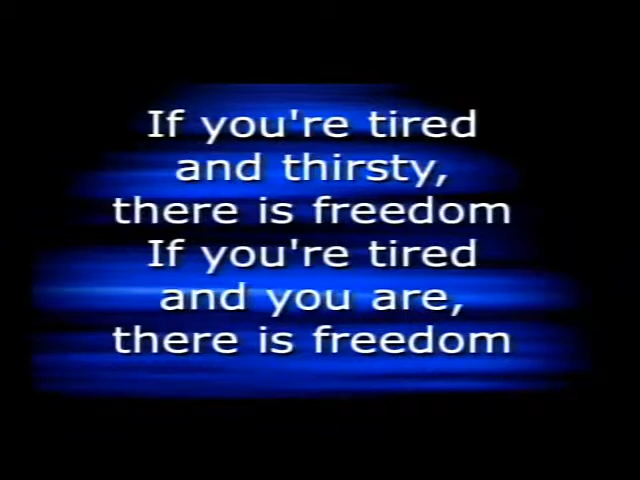 If you're tired
and thirsty,
there is freedom
If you're tired
and you are,
there is freedom